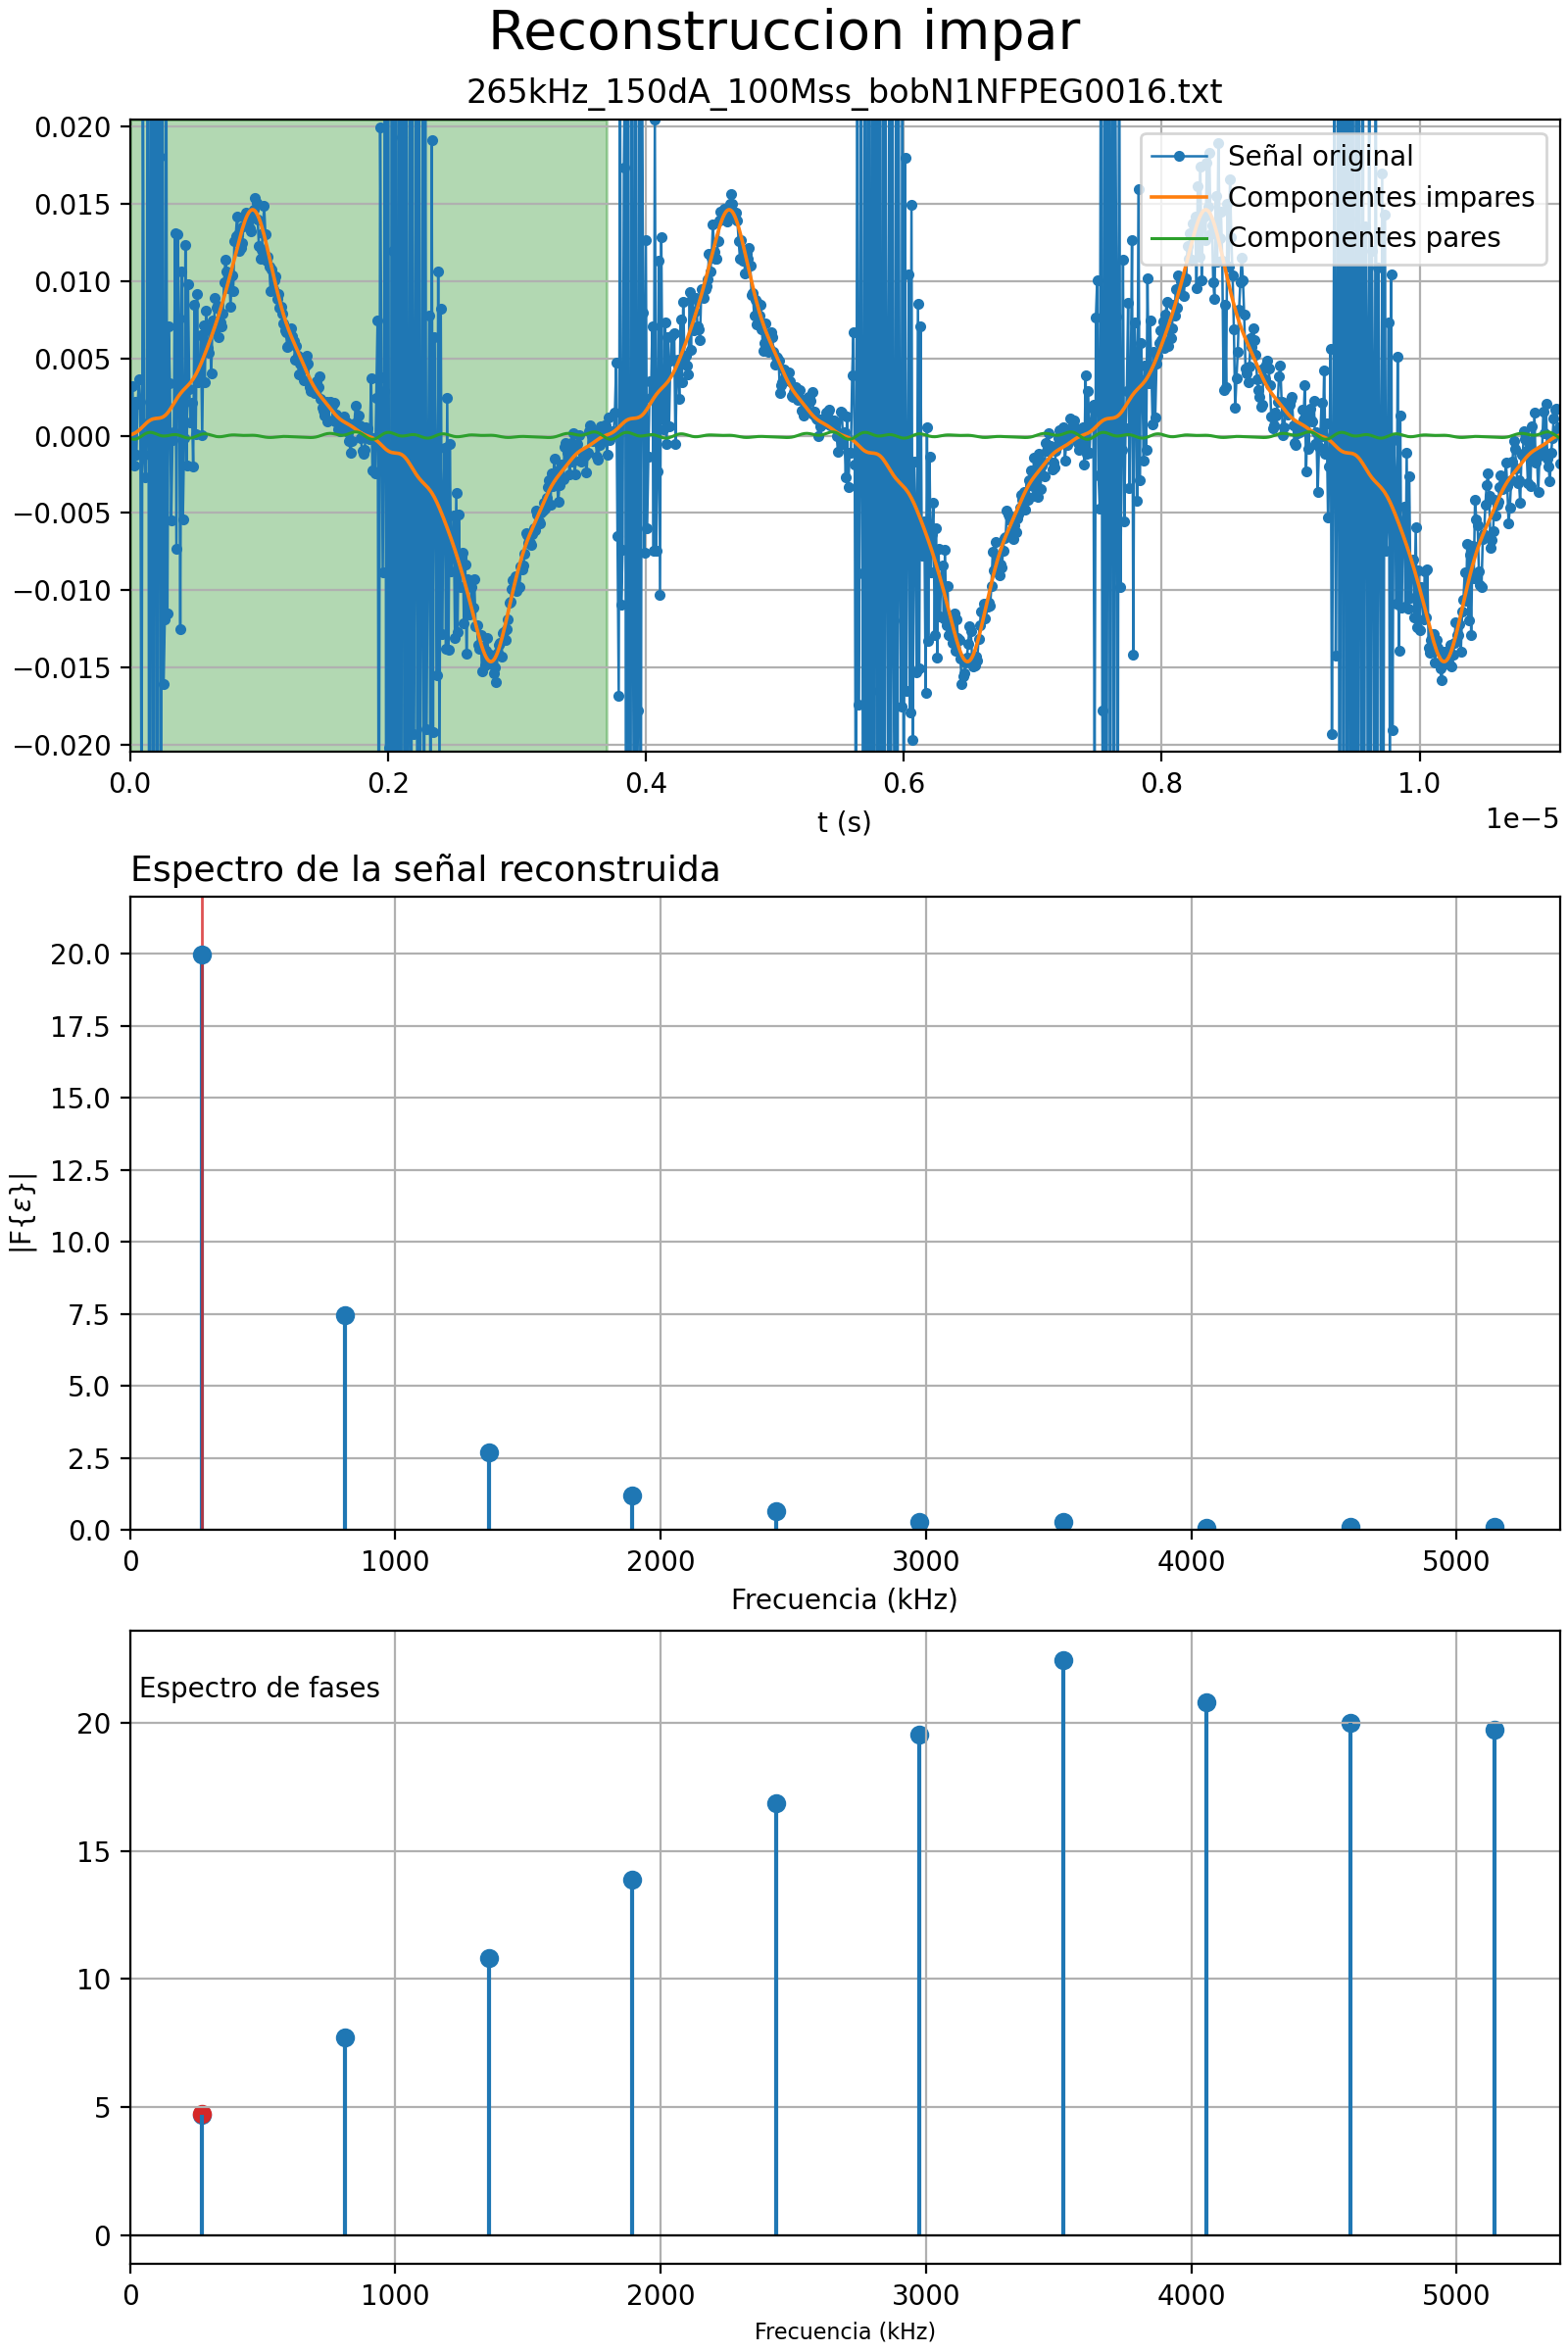 Reconstruccion impar
265kHz_150dA_100Mss_bobN1NFPEG0016.txt
0.020
0.015
0.010
0.005
0.000
−0.005
−0.010
−0.015
−0.020
Señal original
Componentes impares
Componentes pares
0.0 0.2 0.4 0.6 0.8 1.0
t (s)
1e−5
Espectro de la señal reconstruida
20.0
17.5
15.0
12.5
10.0
7.5
5.0
2.5
0.0
|F{ε}|
0 1000 2000 3000 4000 5000
Frecuencia (kHz)
Espectro de fases
20
15
10
5
0
0 1000 2000 3000 4000 5000
Frecuencia (kHz)